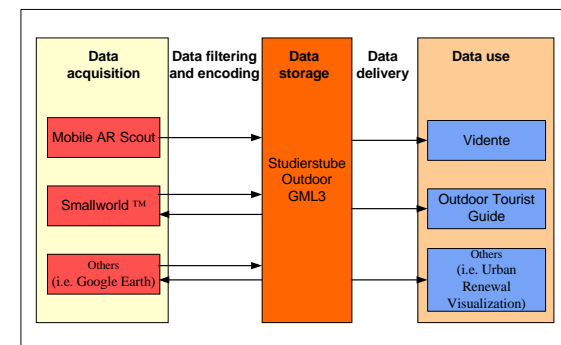 Data
acquisition
Data filtering
and encoding
Data
storage
Data
delivery
Data use
Mobile AR Scout
Smallworld ™
Others
(i.e. Google Earth)
Studierstube
Outdoor
GML3
Vidente
Outdoor Tourist
Guide
Others
(i.e. Urban
Renewal
Visualization)